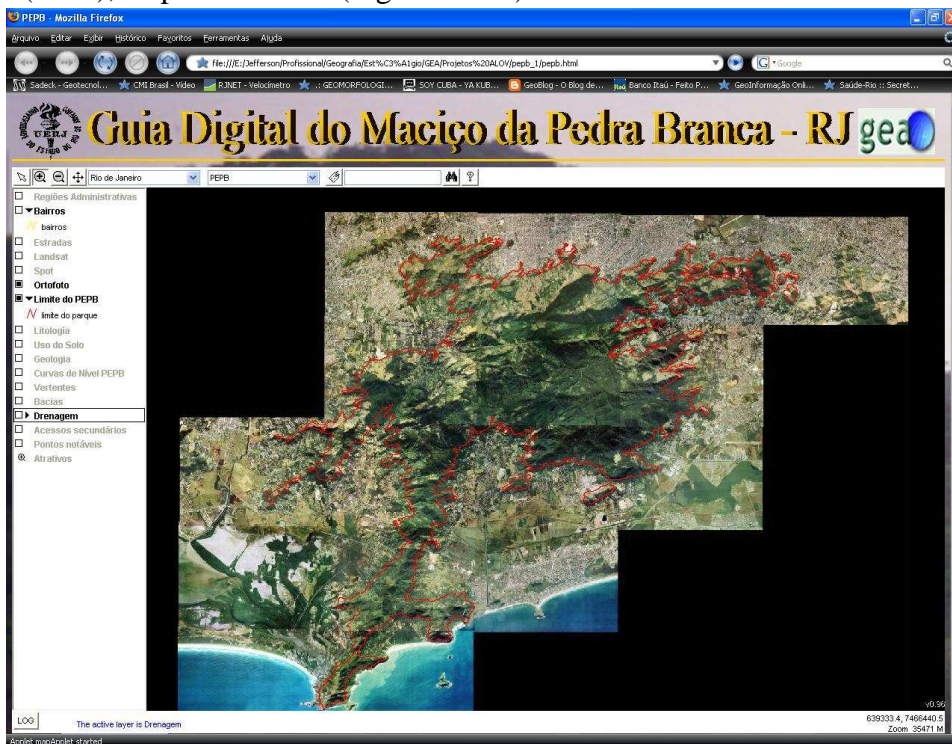 PEPB - Mozilla Firefox
Arquivo Editar Exibir Histórico Favoritos Ferramentas Ajuda
file:///E:/Jefferson/Profissional/Geografia/Est%C3%A1gio/GEA/Projetos%20ALOV/pepb_1/pepb.html
Google
Sadeck - Geotecnol... CMI Brasil - Vídeo RJNET - Velocímetro .: GEOMORFOLOGI... SOY CUBA - YA KUB... GeoBlog - O Blog de... Banco Itaú - Feito P... GeoInformação Onli... Saúde-Rio :: Secret...
UERJ
Guia Digital do Maciço da Pedra Branca - RJ gea
Rio de Janeiro PEPB
Regiões Administrativas
Bairros
bairros
Estradas
Landsat
Spot
Ortofoto
Limite do PEPB
limite do parque
Litologia
Uso do Solo
Geologia
Curvas de Nível PEPB
Vertentes
Bacias
Drenagem
Acessos secundários
Pontos notáveis
Atrativos
v0.96
LOG The active layer is Drenagem
639333.4, 7466440.5
Zoom 35471 M
Applet mapApplet started